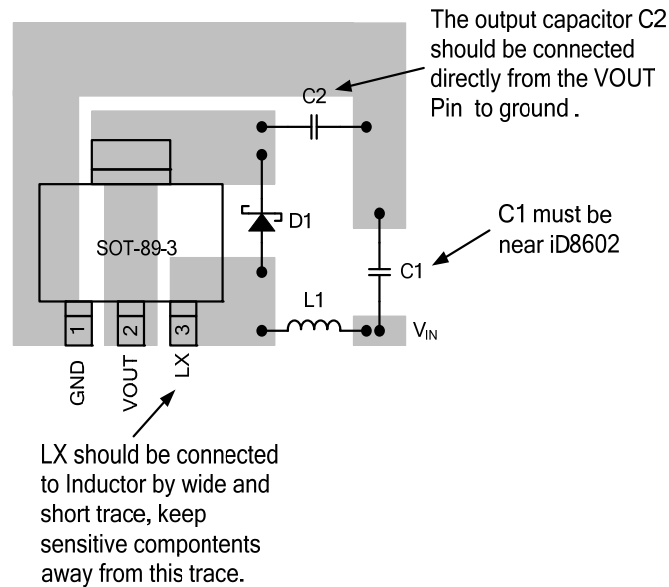 The output capacitor C2
should be connected
directly from the VOUT
Pin to ground .
C2
D1
SOT-89-3
C1 must be
near iD8602
C1
L1
VIN
1
2
3
GND
VOUT
LX
LX should be connected
to Inductor by wide and
short trace, keep
sensitive compontents
away from this trace.